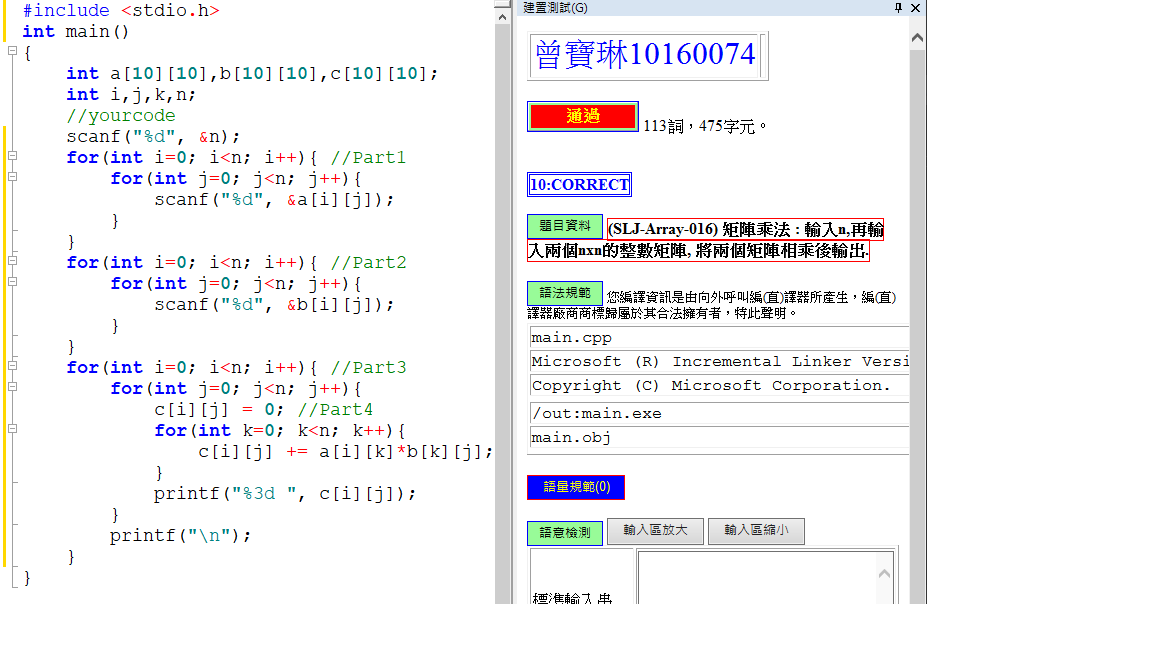 #include <stdio.h>
int main()
{
    int a[10][10],b[10][10],c[10][10];
    int i,j,k,n;
    //yourcode
    scanf("%d", &n);
    for(int i=0; i<n; i++){ //Part1
        for(int j=0; j<n; j++){
            scanf("%d", &a[i][j]);
        }
    }
    for(int i=0; i<n; i++){ //Part2
        for(int j=0; j<n; j++){
            scanf("%d", &b[i][j]);
        }
    }
    for(int i=0; i<n; i++){ //Part3
        for(int j=0; j<n; j++){
            c[i][j] = 0; //Part4
            for(int k=0; k<n; k++){
                c[i][j] += a[i][k]*b[k][j];
            }
            printf("%3d ", c[i][j]);
        }
        printf("\n");
    }
}
建置測試(G)
曾寶琳10160074
通過 113詞，475字元。
10:CORRECT
題目資料 (SLJ-Array-016) 矩陣乘法 : 輸入n,再輸
入兩個nxn的整數矩陣, 將兩個矩陣相乘後輸出.
語法規範 您編譯資訊是由向外呼叫編(直)譯器所產生，編(直)
譯器廠商商標歸屬於其合法擁有者，特此聲明。
main.cpp
Microsoft (R) Incremental Linker Versi
Copyright (C) Microsoft Corporation.
/out:main.exe
main.obj
語量規範(0)
語意檢測 輸入區放大 輸入區縮小
標準輸入串